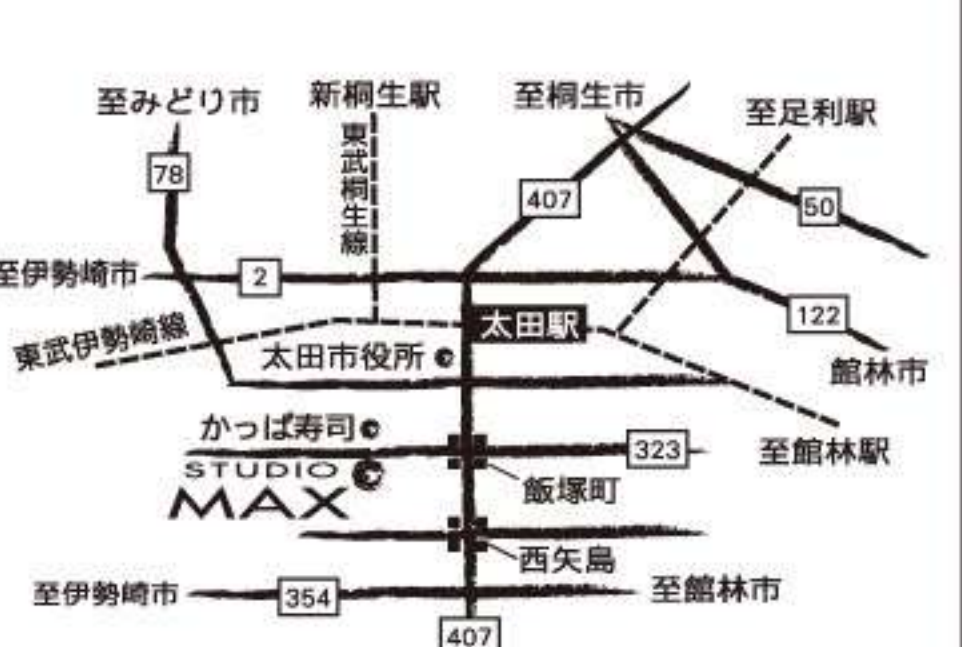 至みどり市
新桐生駅
至桐生市
至足利駅
78
東武桐生線
407
50
至伊勢崎市
2
122
東武伊勢崎線
太田駅
太田市役所
館林市
かっぱ寿司
323
至館林駅
STUDIO
MAX
飯塚町
西矢島
至伊勢崎市
354
至館林市
407